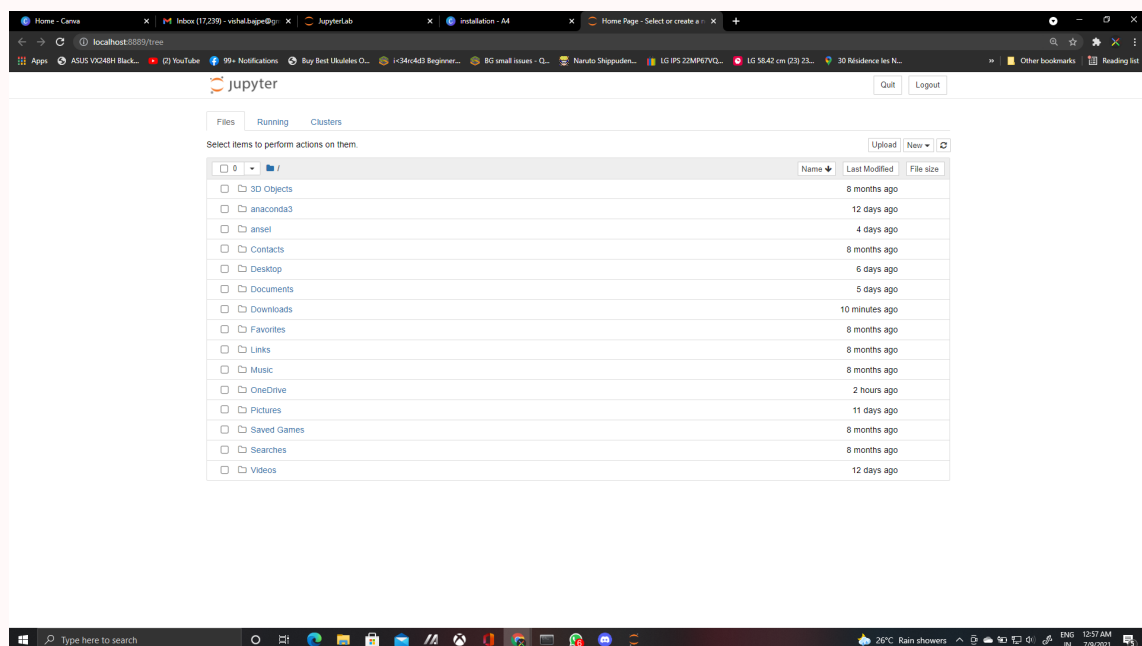 Home - Canva
Inbox (17,239) - vishal.bajpe@gn
JupyterLab
installation - A4
Home Page - Select or create a n
localhost:8889/tree
Apps
ASUS VX248H Black...
(2) YouTube
99+ Notifications
Buy Best Ukuleles O...
i<34rc4d3 Beginner...
BG small issues - Q...
Naruto Shippuden...
LG IPS 22MP67VQ...
LG 58.42 cm (23) 23...
30 Résidence les N...
»
Other bookmarks
Reading list
jupyter
Quit
Logout
Files
Running
Clusters
Select items to perform actions on them.
Upload
New
0
/
Name
Last Modified
File size
3D Objects 8 months ago
anaconda3 12 days ago
ansel 4 days ago
Contacts 8 months ago
Desktop 6 days ago
Documents 5 days ago
Downloads 10 minutes ago
Favorites 8 months ago
Links 8 months ago
Music 8 months ago
OneDrive 2 hours ago
Pictures 11 days ago
Saved Games 8 months ago
Searches 8 months ago
Videos 12 days ago
Type here to search
26°C Rain showers
ENG
IN
12:57 AM
7/9/2021